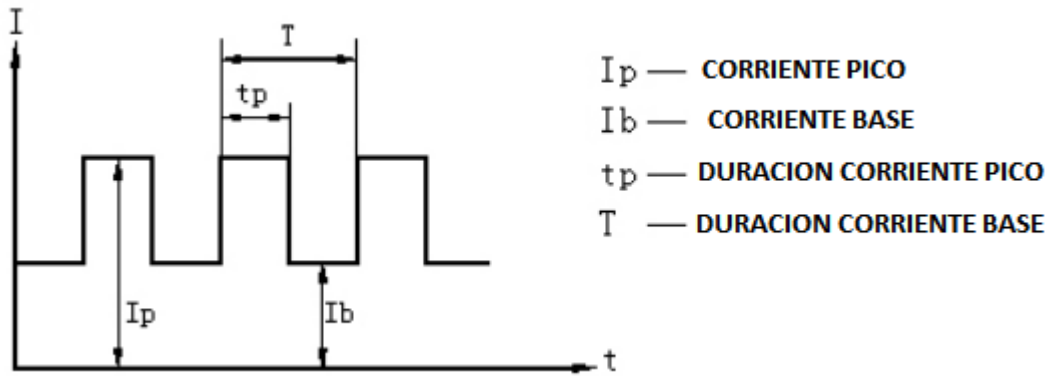 I
T
tp
Ip
Ib
t
Ip — CORRIENTE PICO
Ib — CORRIENTE BASE
tp — DURACION CORRIENTE PICO
T — DURACION CORRIENTE BASE